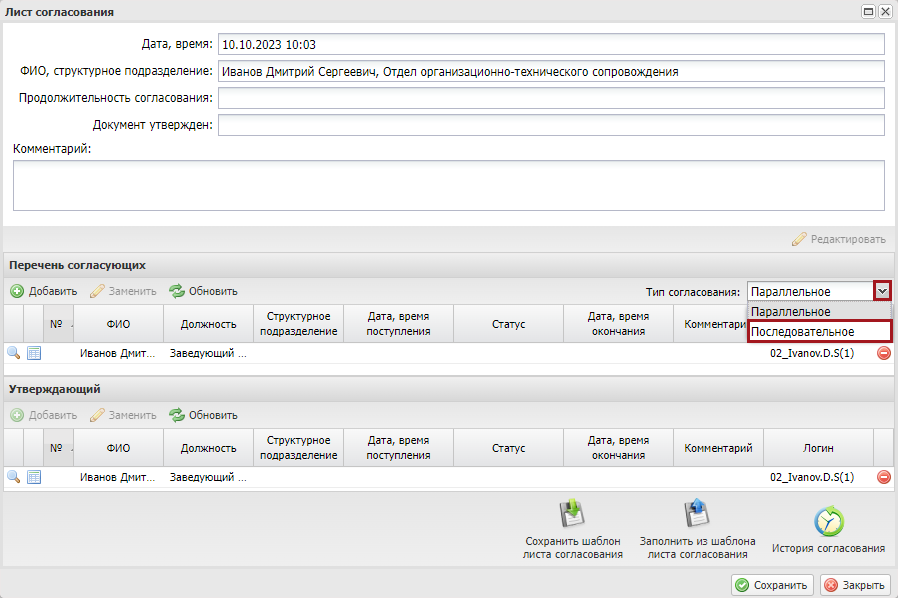 Лист согласования
Дата, время: 10.10.2023 10:03
ФИО, структурное подразделение: Иванов Дмитрий Сергеевич, Отдел организационно-технического сопровождения
Продолжительность согласования:
Документ утвержден:
Комментарий:
Редактировать
Перечень согласующих
Добавить Заменить Обновить Тип согласования: Параллельное
Параллельное
Последовательное
№ ФИО Должность Структурное подразделение Дата, время поступления Статус Дата, время окончания Комментарий
Иванов Дмит... Заведующий ... 02_Ivanov.D.S(1)
Утверждающий
Добавить Заменить Обновить
№ ФИО Должность Структурное подразделение Дата, время поступления Статус Дата, время окончания Комментарий Логин
Иванов Дмит... Заведующий ... 02_Ivanov.D.S(1)
Сохранить шаблон листа согласования
Заполнить из шаблона листа согласования
История согласования
Сохранить Закрыть